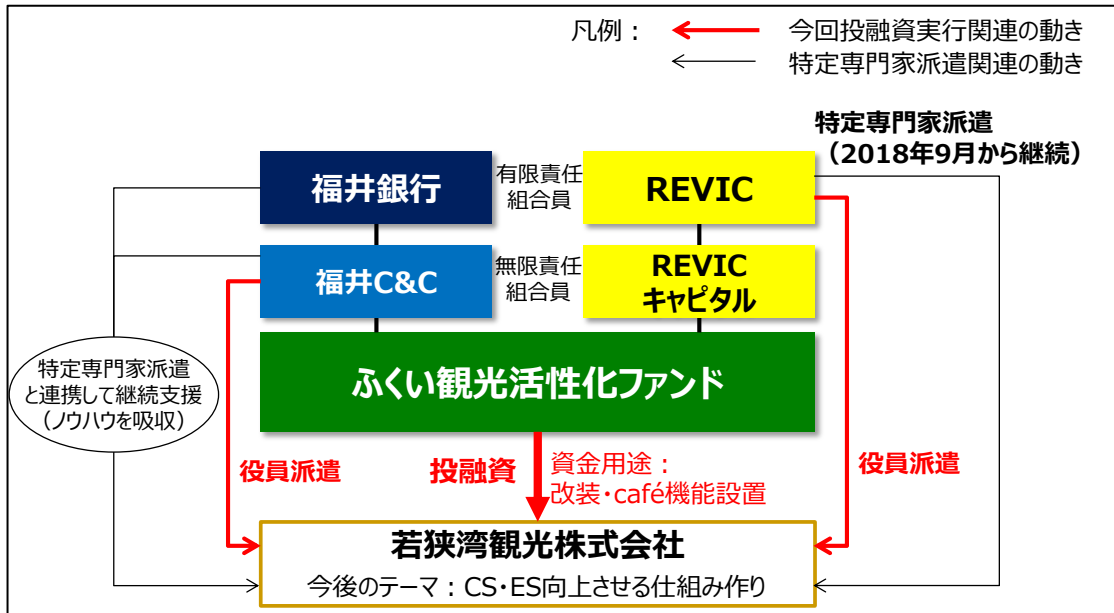 凡例：
今回投融資実行関連の動き
特定専門家派遣関連の動き
特定専門家派遣
（2018年9月から継続）
福井銀行
有限責任
組合員
REVIC
福井C&C
無限責任
組合員
REVIC
キャピタル
ふくい観光活性化ファンド
特定専門家派遣
と連携して継続支援
（ノウハウを吸収）
役員派遣
投融資
資金用途：
改装・café機能設置
役員派遣
若狭湾観光株式会社
今後のテーマ：CS・ES向上させる仕組み作り